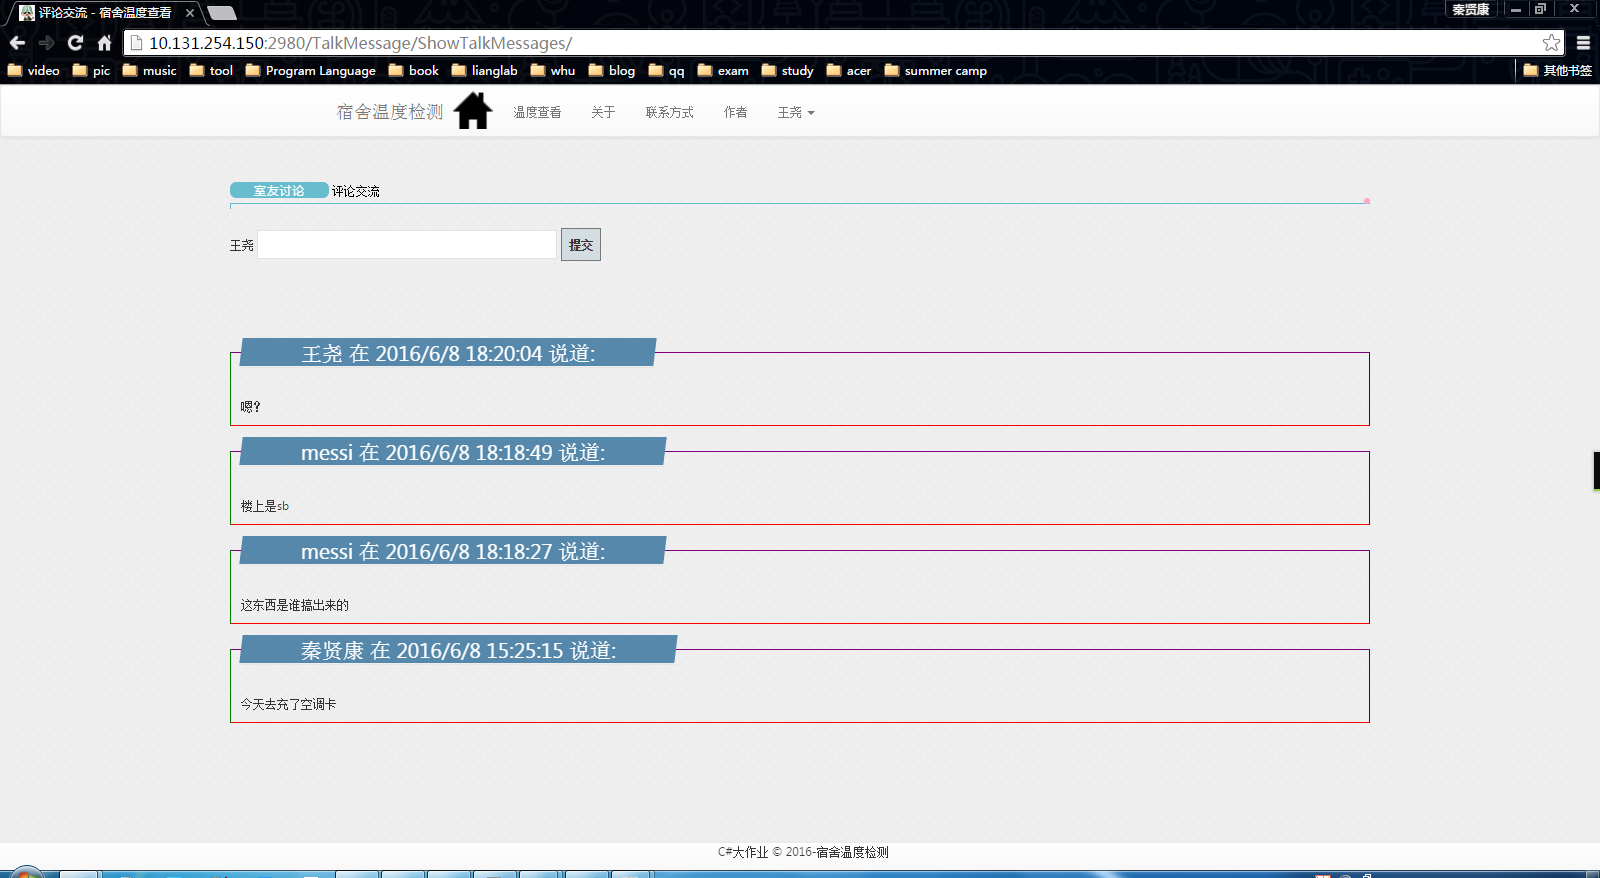 评论交流 - 宿舍温度查看
秦贤康
10.131.254.150:2980/TalkMessage/ShowTalkMessages/
video pic music tool Program Language book lianglab whu blog qq exam study acer summer camp 其他书签
宿舍温度检测 温度查看 关于 联系方式 作者 王尧
室友讨论 评论交流
王尧 提交
王尧 在 2016/6/8 18:20:04 说道:
嗯？
messi 在 2016/6/8 18:18:49 说道:
楼上是sb
messi 在 2016/6/8 18:18:27 说道:
这东西是谁搞出来的
秦贤康 在 2016/6/8 15:25:15 说道:
今天去充了空调卡
C#大作业 © 2016-宿舍温度检测